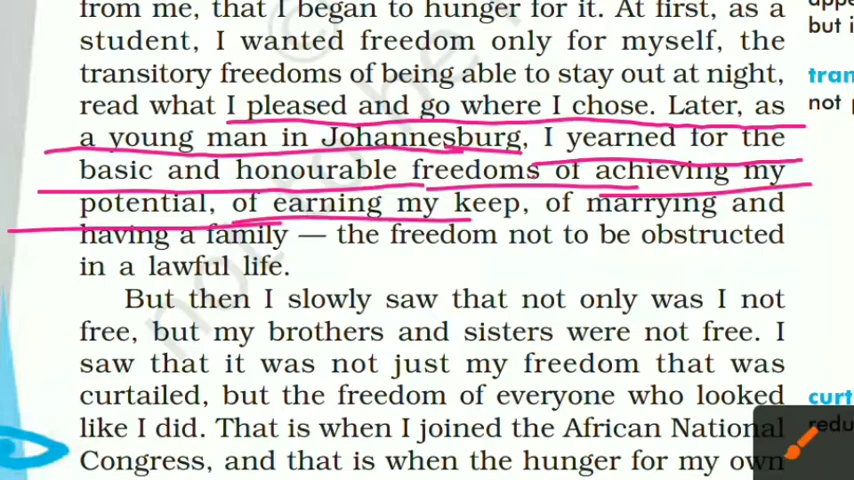 from me, that I began to hunger for it. At first, as a
student, I wanted freedom only for myself, the
transitory freedoms of being able to stay out at night,
read what I pleased and go where I chose. Later, as
a young man in Johannesburg, I yearned for the
basic and honourable freedoms of achieving my
potential, of earning my keep, of marrying and
having a family — the freedom not to be obstructed
in a lawful life.
But then I slowly saw that not only was I not
free, but my brothers and sisters were not free. I
saw that it was not just my freedom that was
curtailed, but the freedom of everyone who looked
like I did. That is when I joined the African National
Congress, and that is when the hunger for my own
but i
tran
not p
curt
redu